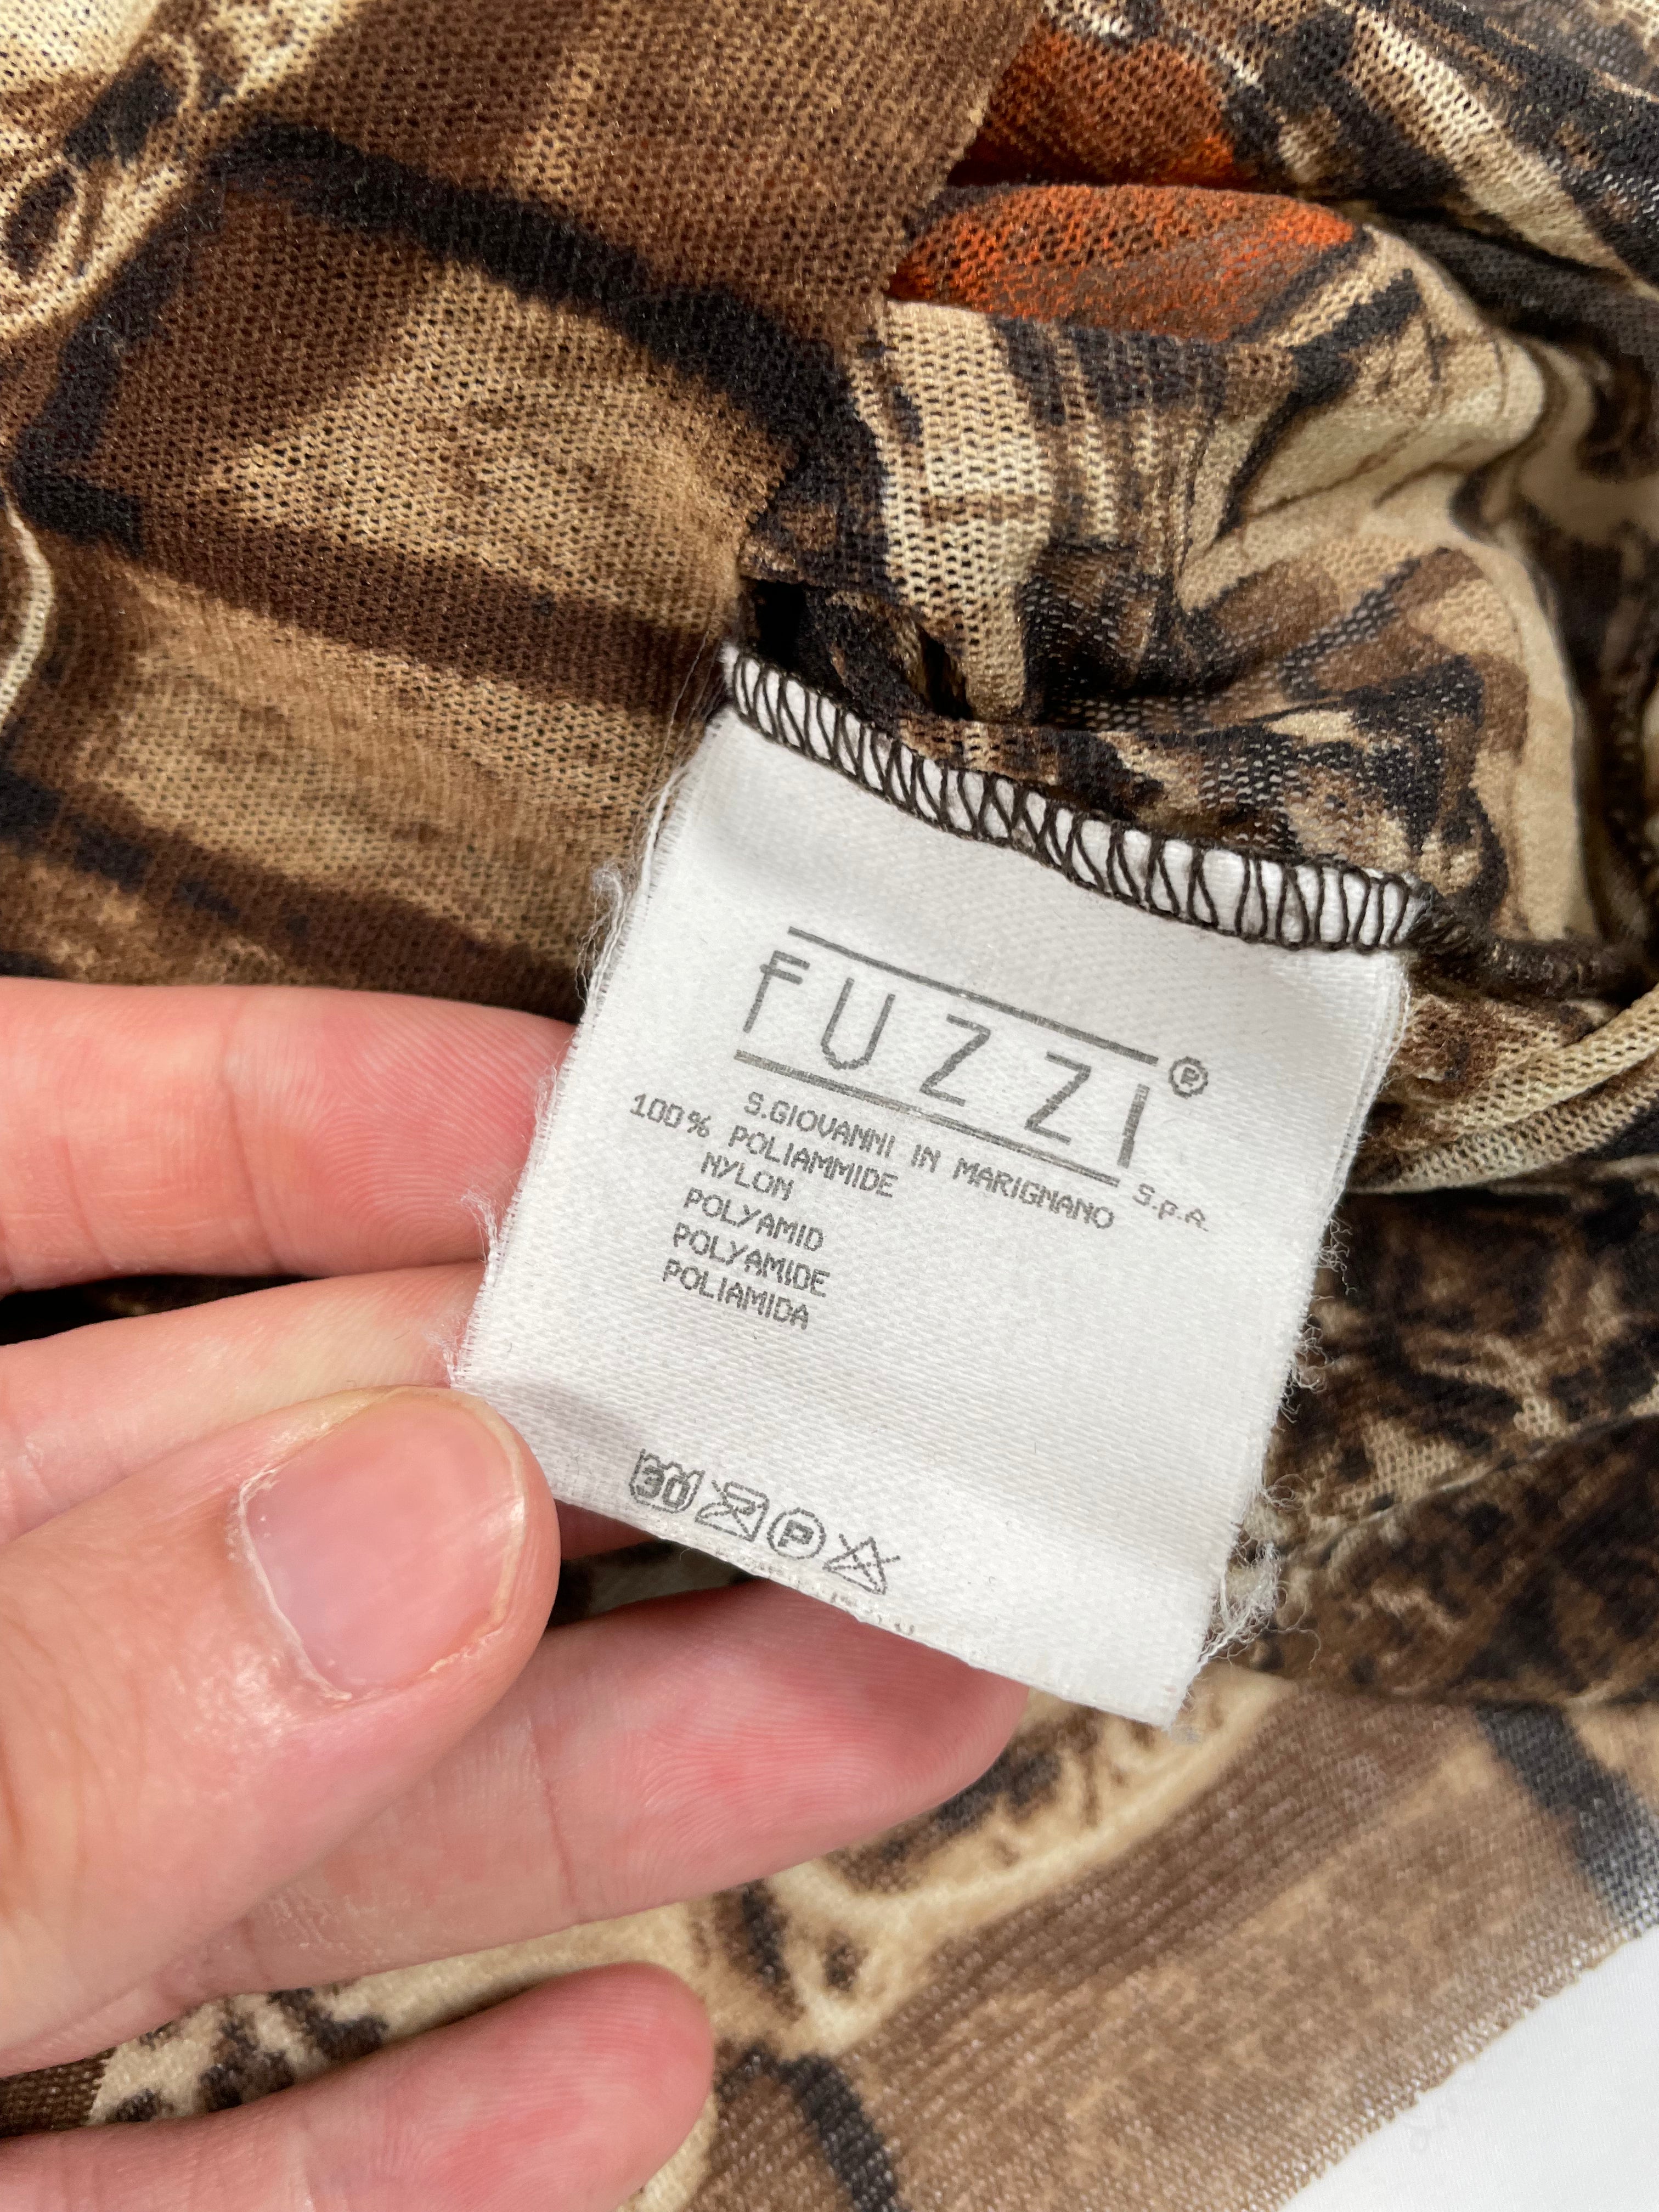 FUZZI®
S.GIOVANNI IN MARIGNANO S.p.A.
100% POLIAMMIDE
NYLON
POLYAMID
POLYAMIDE
POLIAMIDA
30 P